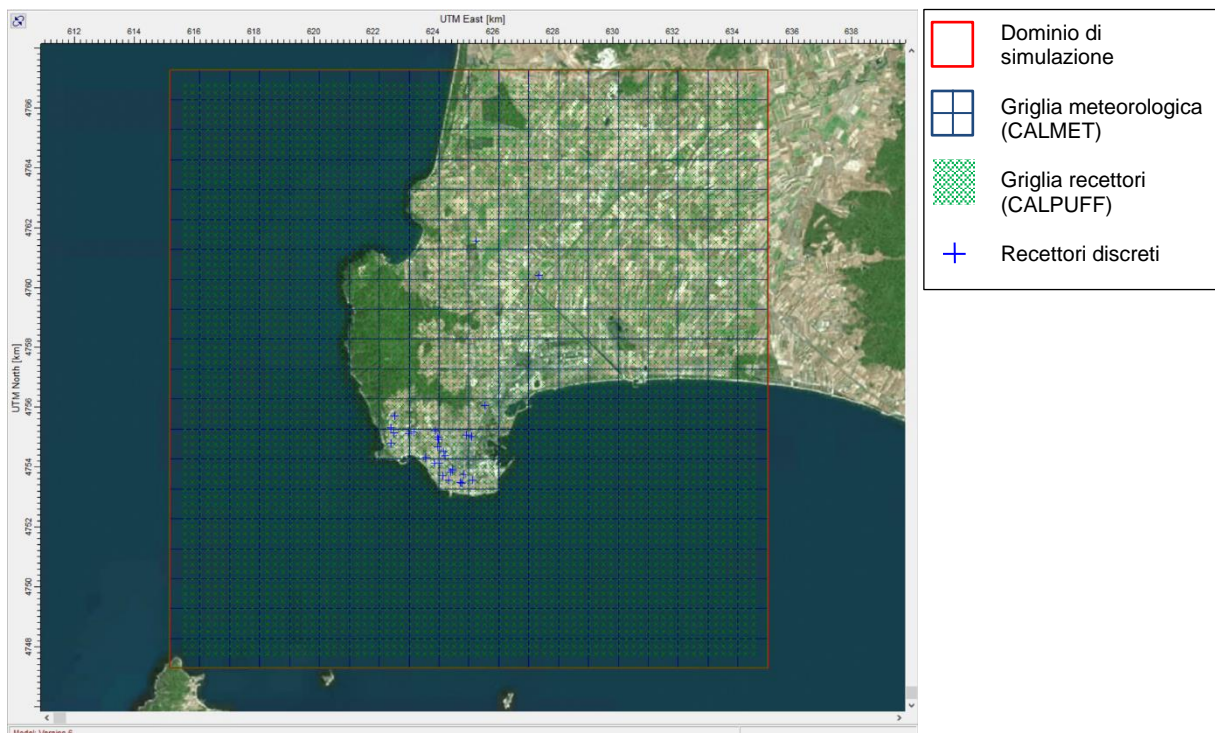 UTM East [km]
612 614 616 618 620 622 624 626 628 630 632 634 636 638
UTM North [km]
4766
4764
4762
4760
4758
4756
4754
4752
4750
4748
Dominio di
simulazione
Griglia meteorologica
(CALMET)
Griglia recettori
(CALPUFF)
Recettori discreti